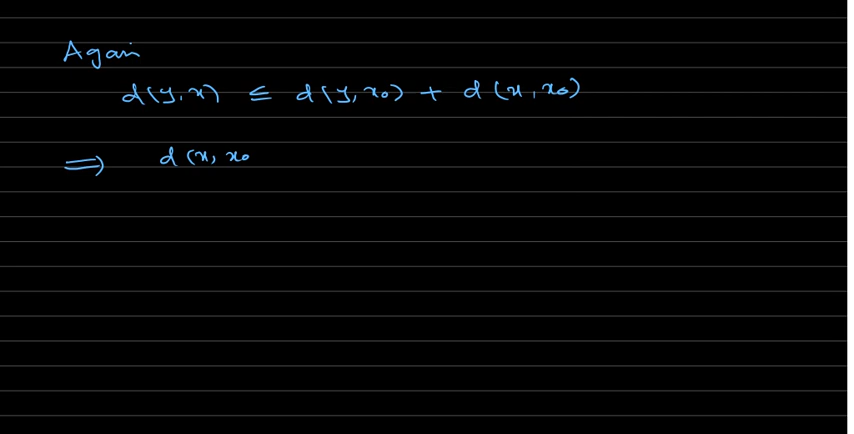 Again
d(y, x) ≤ d(y, x₀) + d(x, x₀)
⟹ d(x, x₀